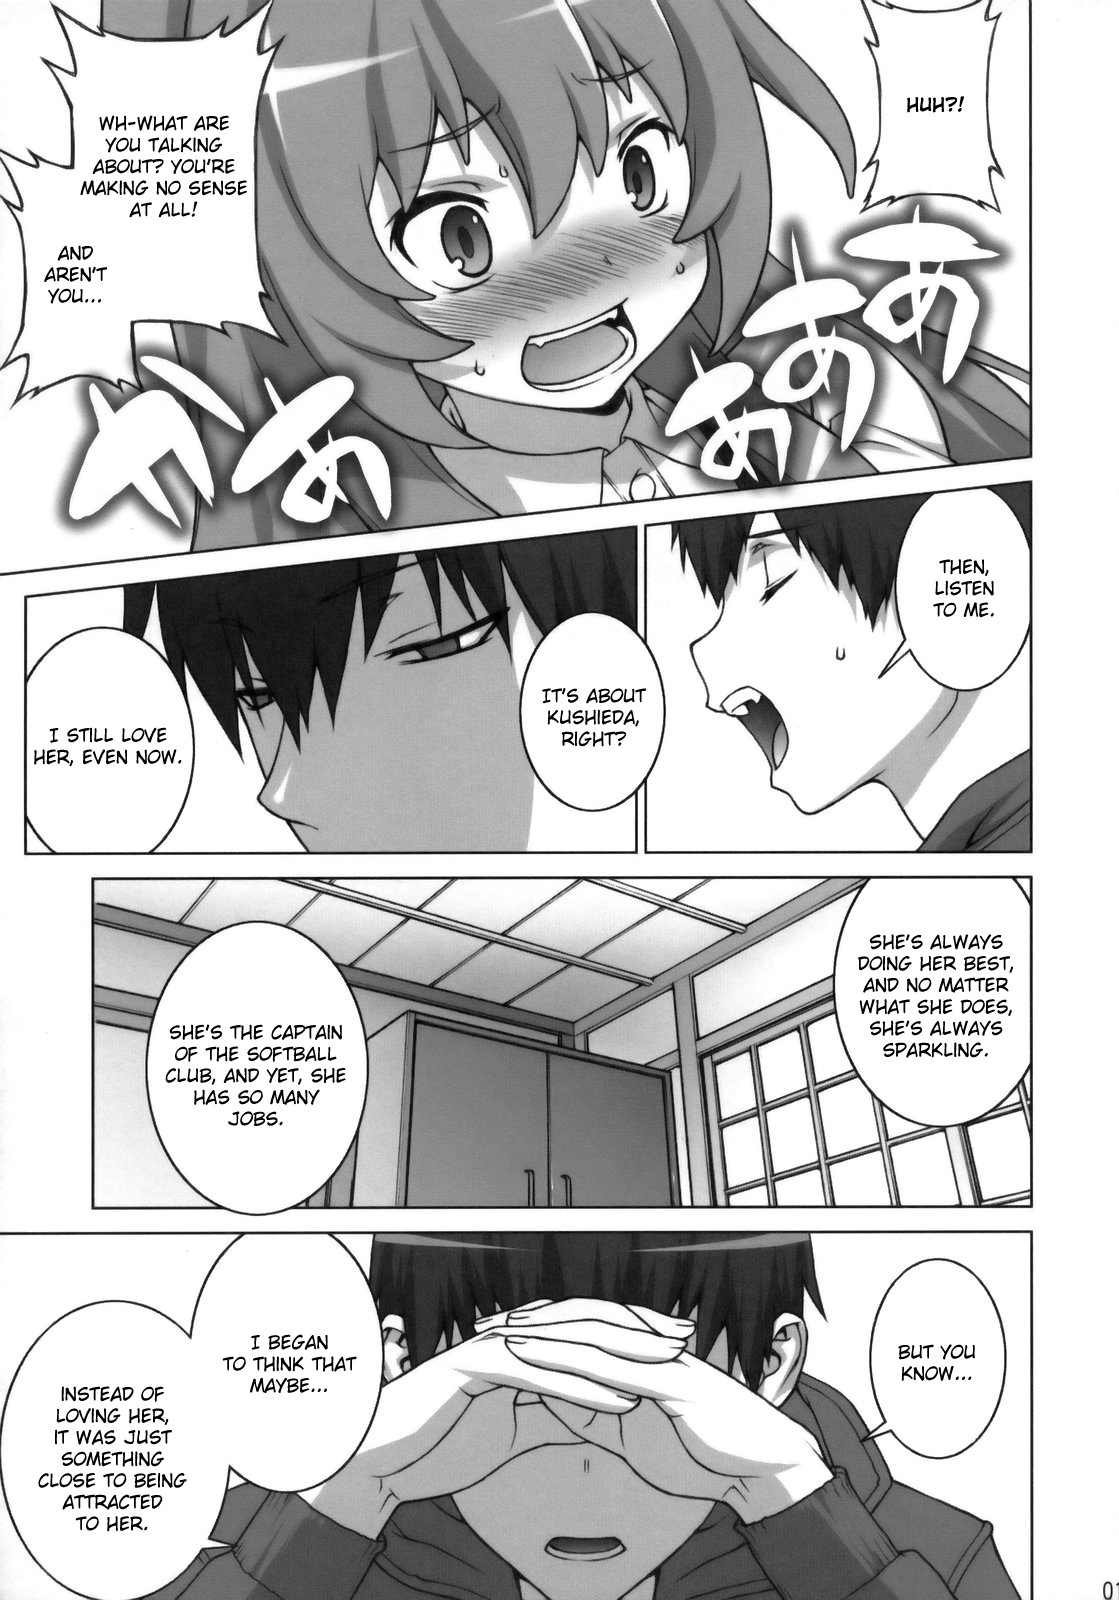 HUH?!
WH-WHAT ARE
YOU TALKING
ABOUT? YOU'RE
MAKING NO SENSE
AT ALL!
AND
AREN'T
YOU...
かあああああ
THEN,
LISTEN
TO ME.
IT'S ABOUT
KUSHIEDA,
RIGHT?
I STILL LOVE
HER, EVEN NOW.
SHE'S ALWAYS
DOING HER BEST,
AND NO MATTER
WHAT SHE DOES,
SHE'S ALWAYS
SPARKLING.
SHE'S THE CAPTAIN
OF THE SOFTBALL
CLUB, AND YET, SHE
HAS SO MANY
JOBS.
BUT YOU
KNOW...
I BEGAN
TO THINK THAT
MAYBE...
INSTEAD OF
LOVING HER,
IT WAS JUST
SOMETHING
CLOSE TO BEING
ATTRACTED
TO HER.
01